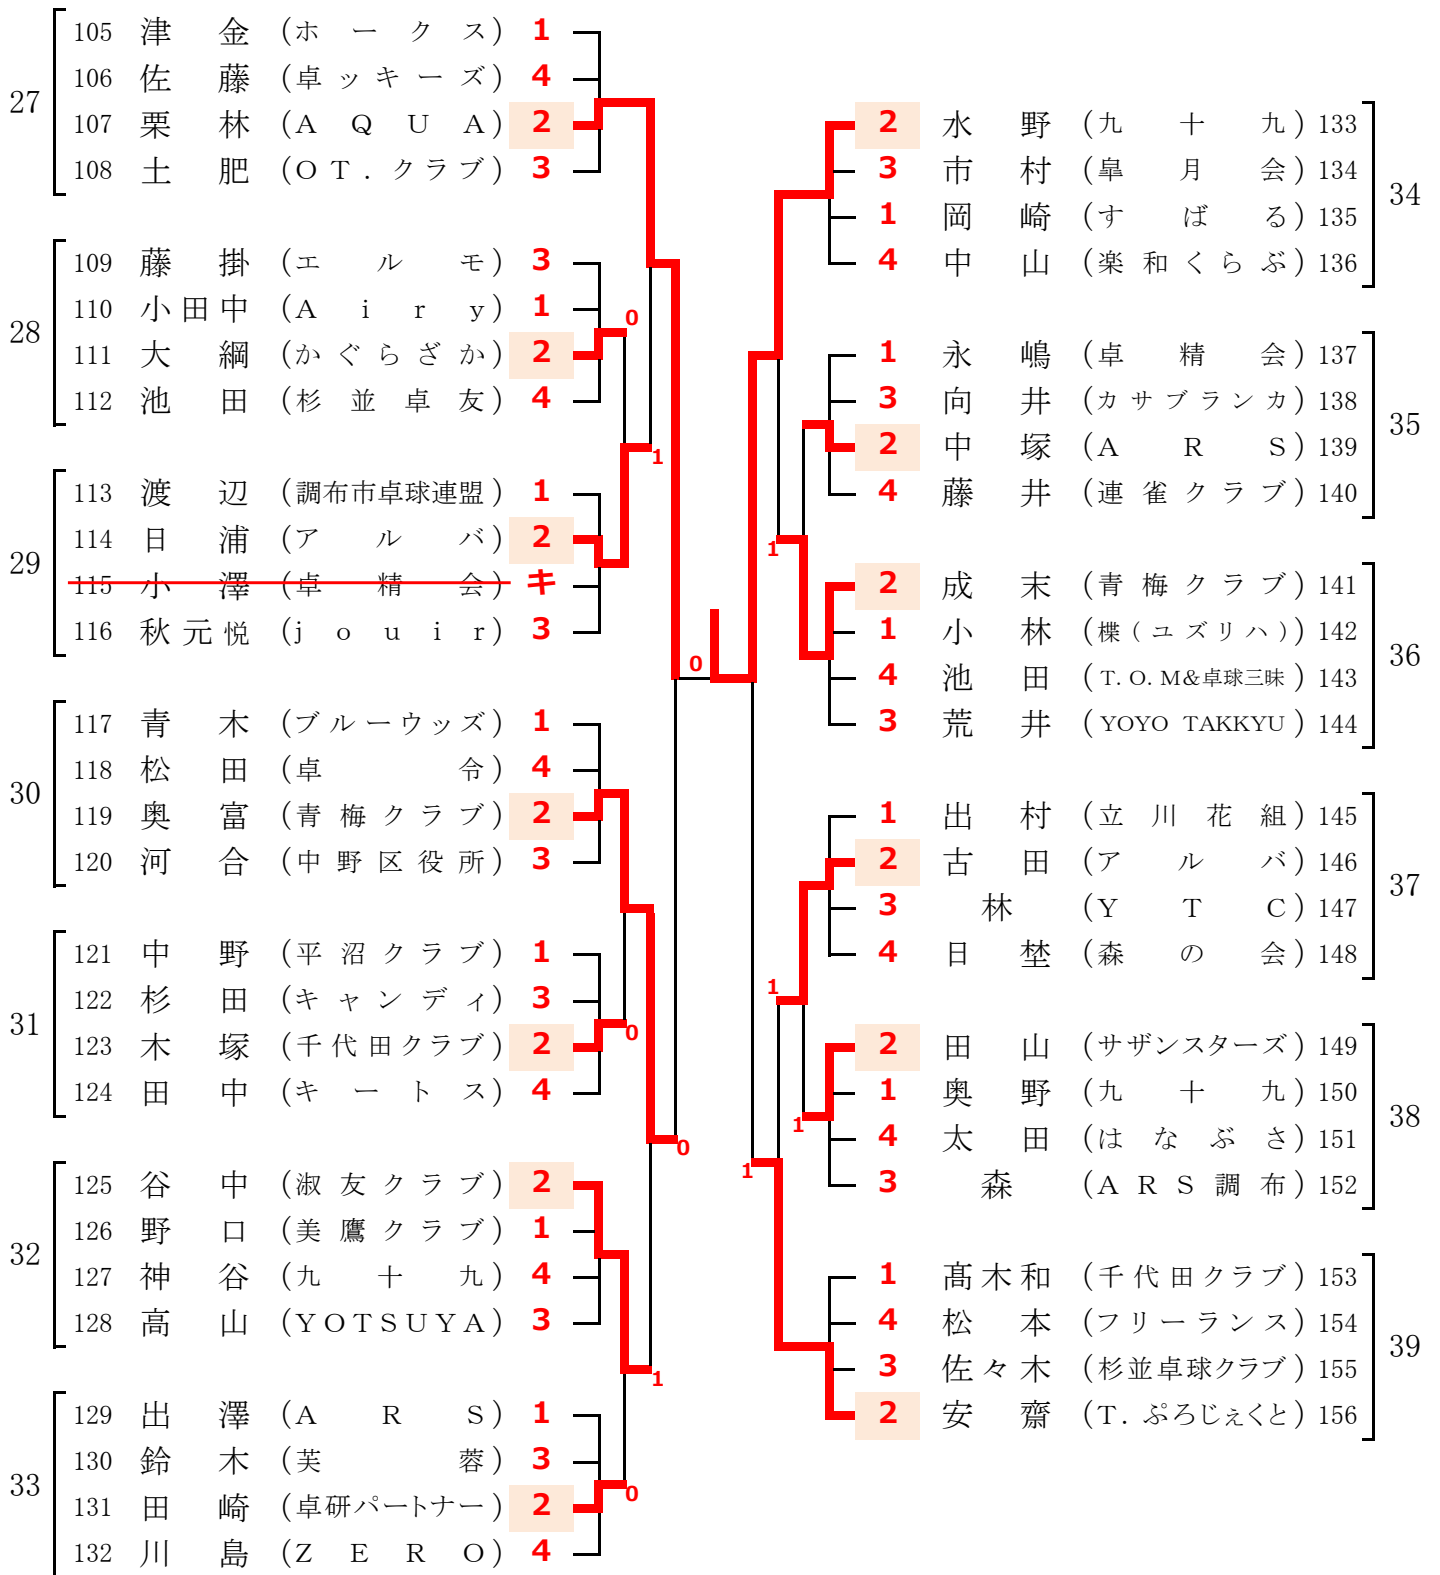 27
105 津金 (ホークス) 1
106 佐藤 (卓ッキーズ) 4
107 栗林 (AQUA) 2
108 土肥 (OT.クラブ) 3
28
109 藤掛 (エルモ) 3
110 小田中 (Airy) 1
111 大綱 (かぐらざか) 2
112 池田 (杉並卓友) 4
0
1
29
113 渡辺 (調布市卓球連盟) 1
114 日浦 (アルバ) 2
115 小澤 (卓精会) キ
116 秋元悦 (jouir) 3
0
30
117 青木 (ブルーウッズ) 1
118 松田 (卓令) 4
119 奥富 (青梅クラブ) 2
120 河合 (中野区役所) 3
31
121 中野 (平沼クラブ) 1
122 杉田 (キャンディ) 3
123 木塚 (千代田クラブ) 2
124 田中 (キートス) 4
0
0
32
125 谷中 (淑友クラブ) 2
126 野口 (美鷹クラブ) 1
127 神谷 (九十九) 4
128 高山 (YOTSUYA) 3
1
33
129 出澤 (ARS) 1
130 鈴木 (芙蓉) 3
131 田崎 (卓研パートナー) 2
132 川島 (ZERO) 4
0
34
2 水野 (九十九) 133
3 市村 (皐月会) 134
1 岡崎 (すばる) 135
4 中山 (楽和くらぶ) 136
35
1 永嶋 (卓精会) 137
3 向井 (カサブランカ) 138
2 中塚 (ARS) 139
4 藤井 (連雀クラブ) 140
1
36
2 成末 (青梅クラブ) 141
1 小林 (楪(ユズリハ)) 142
4 池田 (T.O.M&卓球三昧) 143
3 荒井 (YOYO TAKKYU) 144
37
1 出村 (立川花組) 145
2 古田 (アルバ) 146
3 林 (YTC) 147
4 日埜 (森の会) 148
1
38
2 田山 (サザンスターズ) 149
1 奥野 (九十九) 150
4 太田 (はなぶさ) 151
3 森 (ARS調布) 152
1
1
39
1 髙木和 (千代田クラブ) 153
4 松本 (フリーランス) 154
3 佐々木 (杉並卓球クラブ) 155
2 安齋 (T.ぷろじぇくと) 156